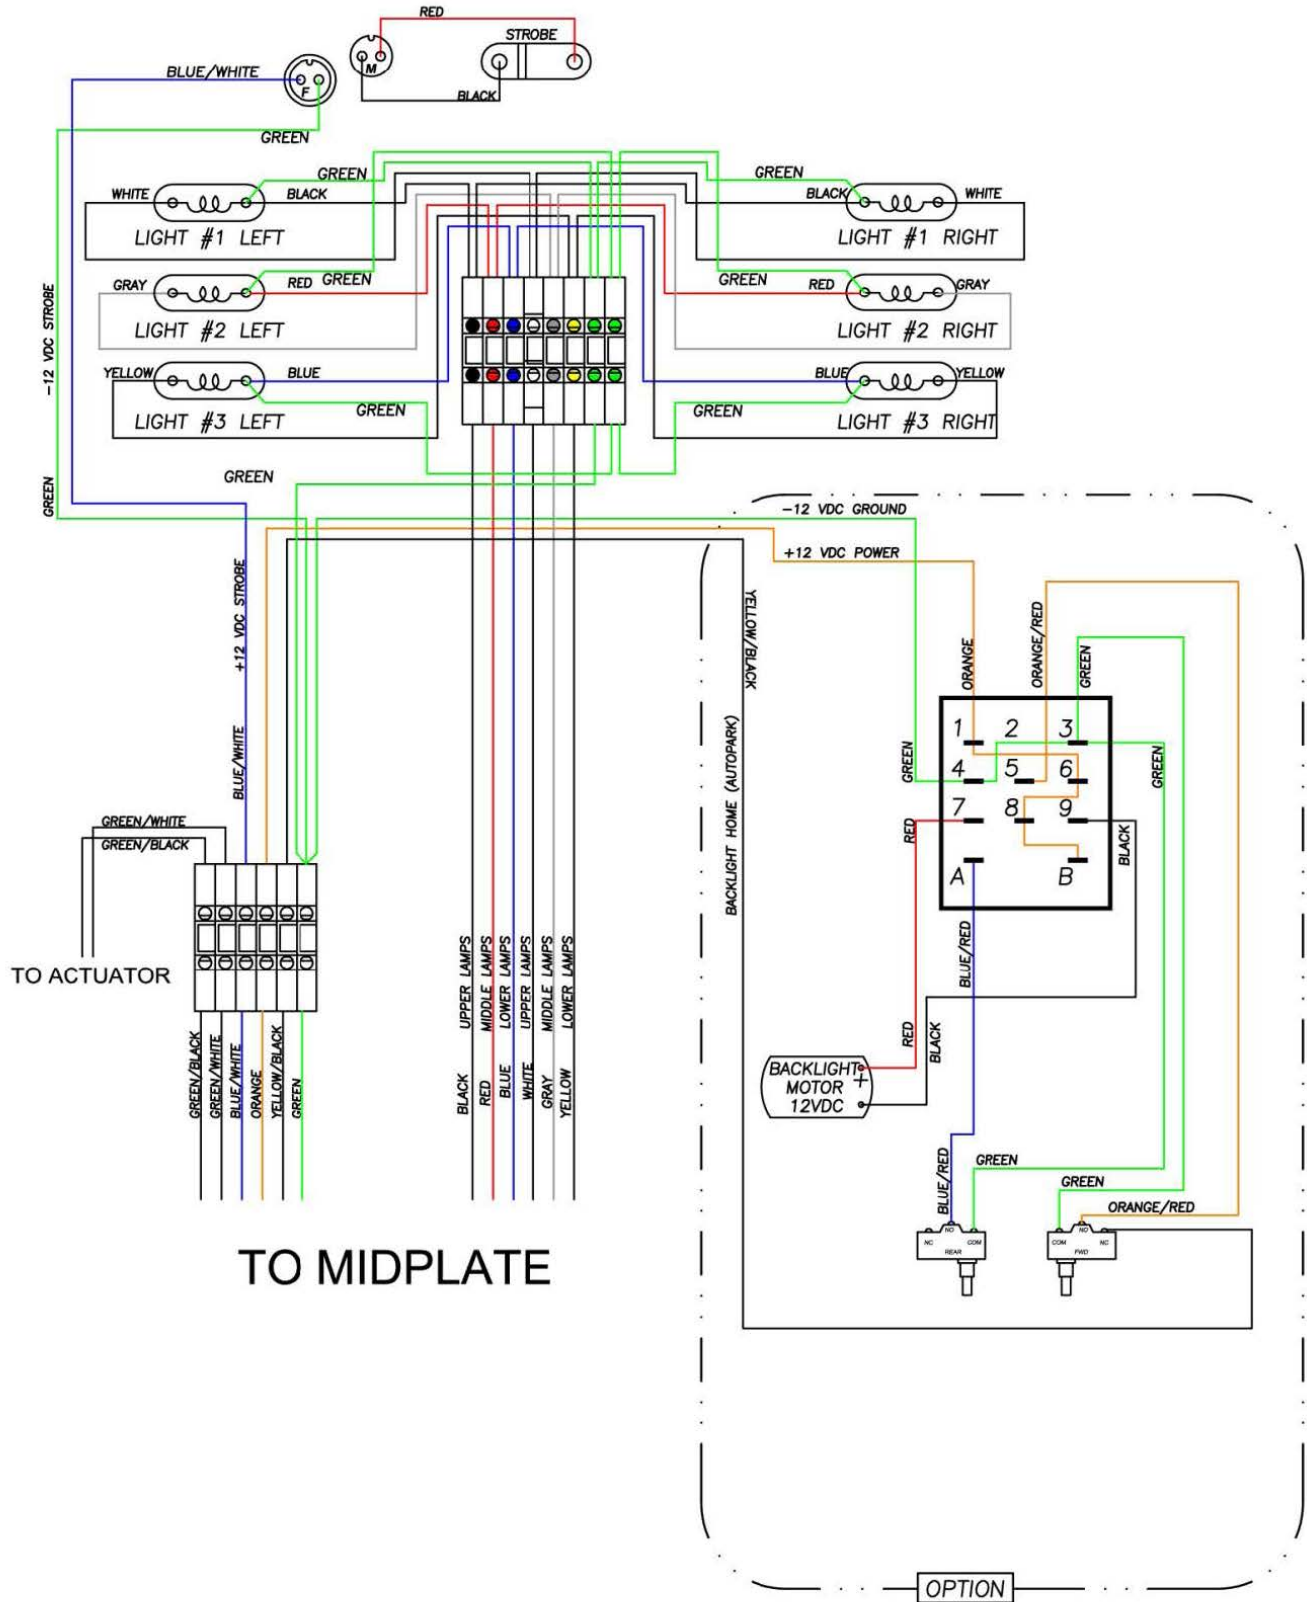 RED
STROBE
BLUE/WHITE
F
M
BLACK
GREEN
GREEN
GREEN
WHITE
BLACK
BLACK
WHITE
LIGHT #1 LEFT
LIGHT #1 RIGHT
GRAY
RED
GREEN
GREEN
RED
GRAY
LIGHT #2 LEFT
LIGHT #2 RIGHT
-12 VDC STROBE
YELLOW
BLUE
BLUE
YELLOW
GREEN
GREEN
LIGHT #3 LEFT
LIGHT #3 RIGHT
GREEN
GREEN
-12 VDC GROUND
+12 VDC POWER
+12 VDC STROBE
YELLOW/BLACK
ORANGE
ORANGE/RED
GREEN
BLUE/WHITE
BACKLIGHT HOME (AUTOPARK)
GREEN
1 2 3
4 5 6
7 8 9
A B
GREEN
RED
BLACK
GREEN/WHITE
GREEN/BLACK
TO ACTUATOR
BLUE/RED
UPPER LAMPS
MIDDLE LAMPS
LOWER LAMPS
UPPER LAMPS
MIDDLE LAMPS
LOWER LAMPS
RED
BLACK
GREEN/BLACK
GREEN/WHITE
BLUE/WHITE
ORANGE
YELLOW/BLACK
GREEN
BLACK
RED
BLUE
WHITE
GRAY
YELLOW
BACKLIGHT
+
MOTOR
12VDC
BLUE/RED
GREEN
GREEN
ORANGE/RED
NO
NC COM
REAR
NO
COM NC
FWD
TO MIDPLATE
OPTION